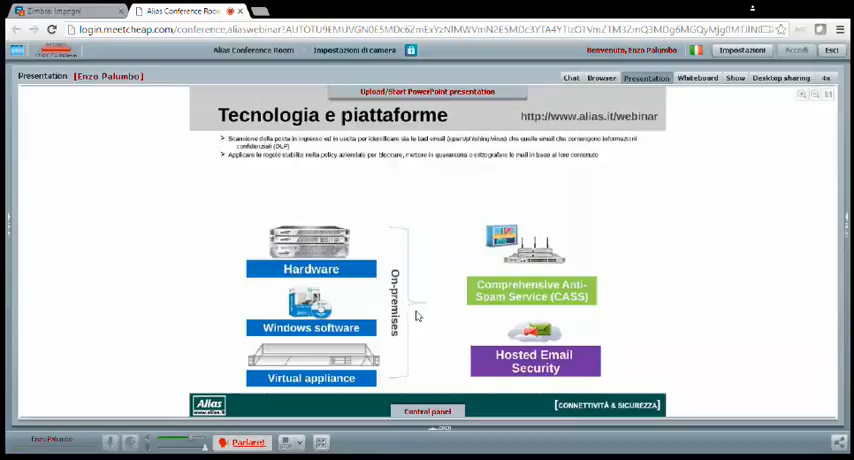 Zimbra: Impegni
Alias Conference Room
login.meetcheap.com/conference,aliaswebinar?
Alias Conference Room
Impostazioni di camera
Benvenuto, Enzo Palumbo
Impostazioni
Accedi
Esci
Presentation [Enzo Palumbo]
Chat
Browser
Presentation
Whiteboard
Show
Desktop sharing
4x
Upload/Start PowerPoint presentation
Tecnologia e piattaforme
http://www.alias.it/webinar
Scansione della posta in ingresso ed in uscita per identificare sia le bad email (spam/phishing/virus) che quelle email che contengono informazioni
confidenziali (DLP)
Applicare le regole stabilite nella policy aziendale per bloccare, mettere in quarantena o crittografare le mail in base al loro contenuto
Hardware
Windows software
Virtual appliance
On-premises
Comprehensive Anti-
Spam Service (CASS)
Hosted Email
Security
Alias
www.alias.it
Control panel
[CONNETTIVITÀ & SICUREZZA]
Enzo Palumbo
Parlare!